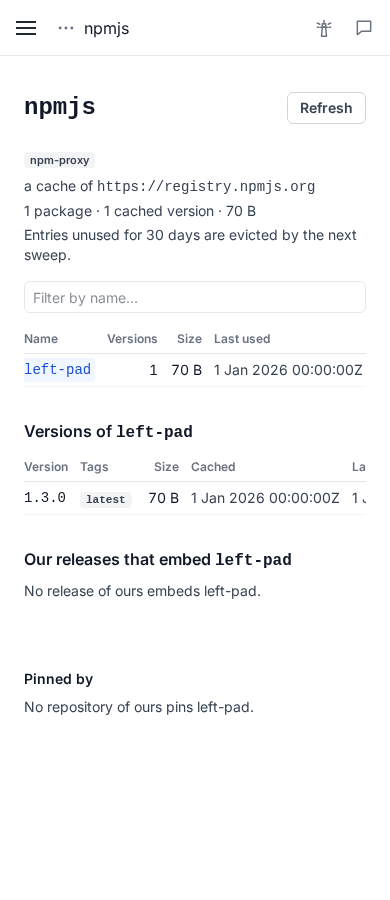 npmjs
npmjs
Refresh
npm-proxy
a cache of https://registry.npmjs.org
1 package · 1 cached version · 70 B
Entries unused for 30 days are evicted by the next
sweep.
Filter by name...
Name Versions Size Last used
left-pad 1 70 B 1 Jan 2026 00:00:00Z
Versions of left-pad
Version Tags Size Cached La
1.3.0 latest 70 B 1 Jan 2026 00:00:00Z 1
Our releases that embed left-pad
No release of ours embeds left-pad.
Pinned by
No repository of ours pins left-pad.